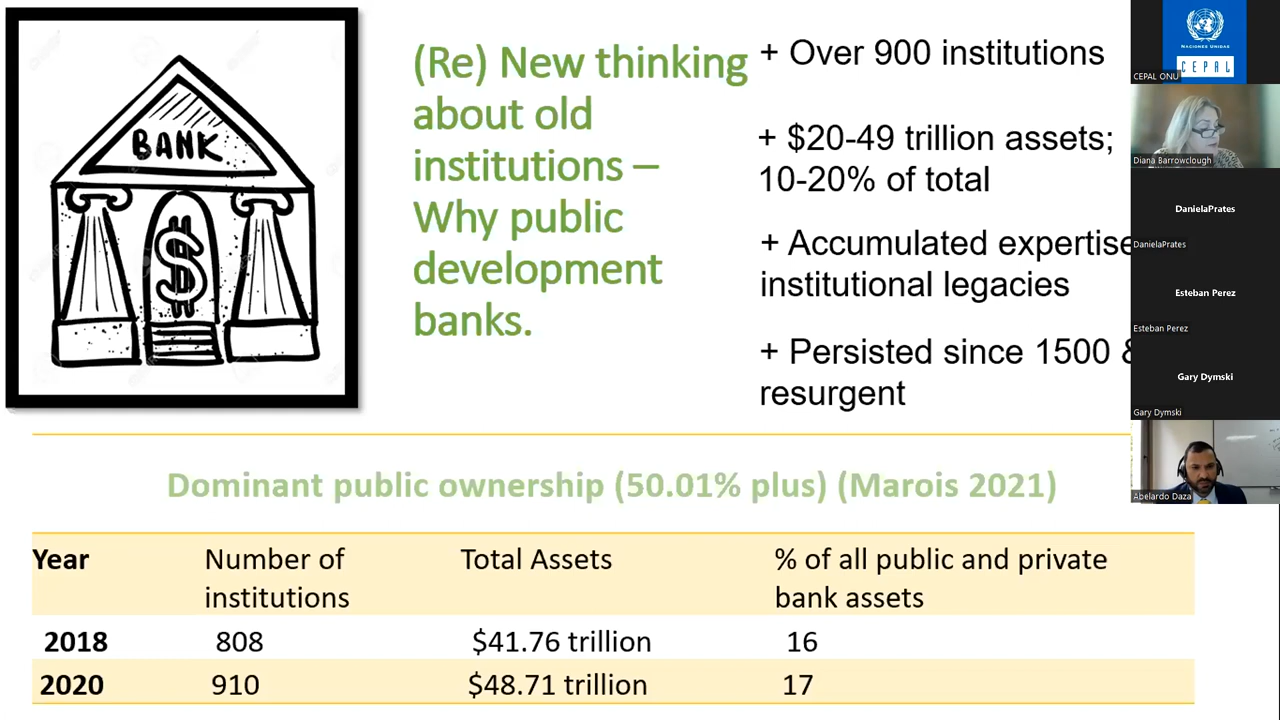 BANK
$
(Re) New thinking
about old
institutions –
Why public
development
banks.
+ Over 900 institutions
+ $20-49 trillion assets;
10-20% of total
+ Accumulated expertise
institutional legacies
+ Persisted since 1500 &
resurgent
Dominant public ownership (50.01% plus) (Marois 2021)
Year Number of institutions Total Assets % of all public and private bank assets
2018 808 $41.76 trillion 16
2020 910 $48.71 trillion 17
NACIONES UNIDAS
CEPAL
CEPAL ONU
Diana Barrowclough
DanielaPrates
DanielaPrates
Esteban Perez
Esteban Perez
Gary Dymski
Gary Dymski
Abelardo Daza